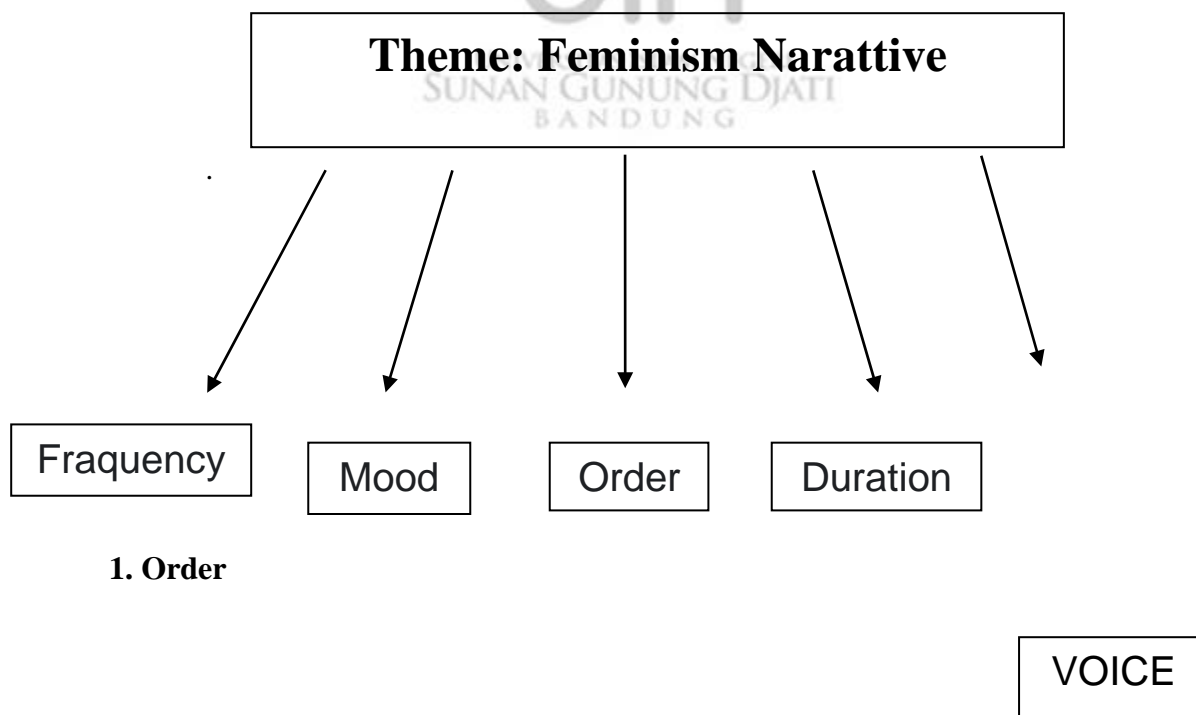 Theme: Feminism Narattive
SUNAN GUNUNG DJATI
BANDUNG
Fraquency
Mood
Order
Duration
1. Order
VOICE